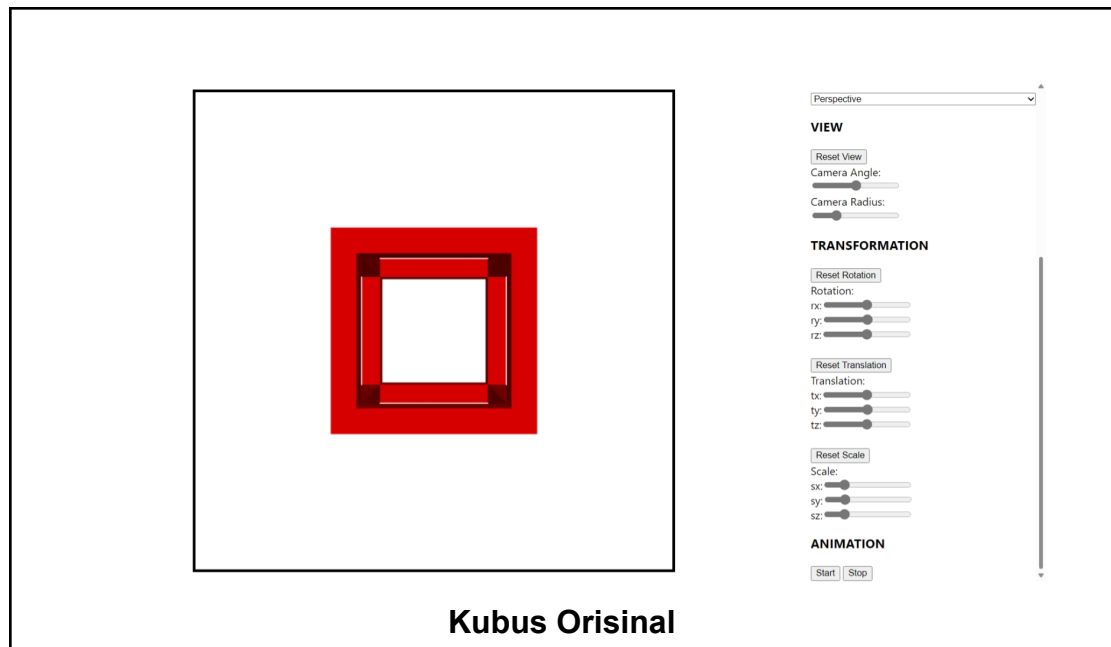 Perspective
VIEW
Reset View
Camera Angle:
Camera Radius:
TRANSFORMATION
Reset Rotation
Rotation:
rx:
ry:
rz:
Reset Translation
Translation:
tx:
ty:
tz:
Reset Scale
Scale:
sx:
sy:
sz:
ANIMATION
Start Stop
Kubus Orisinal